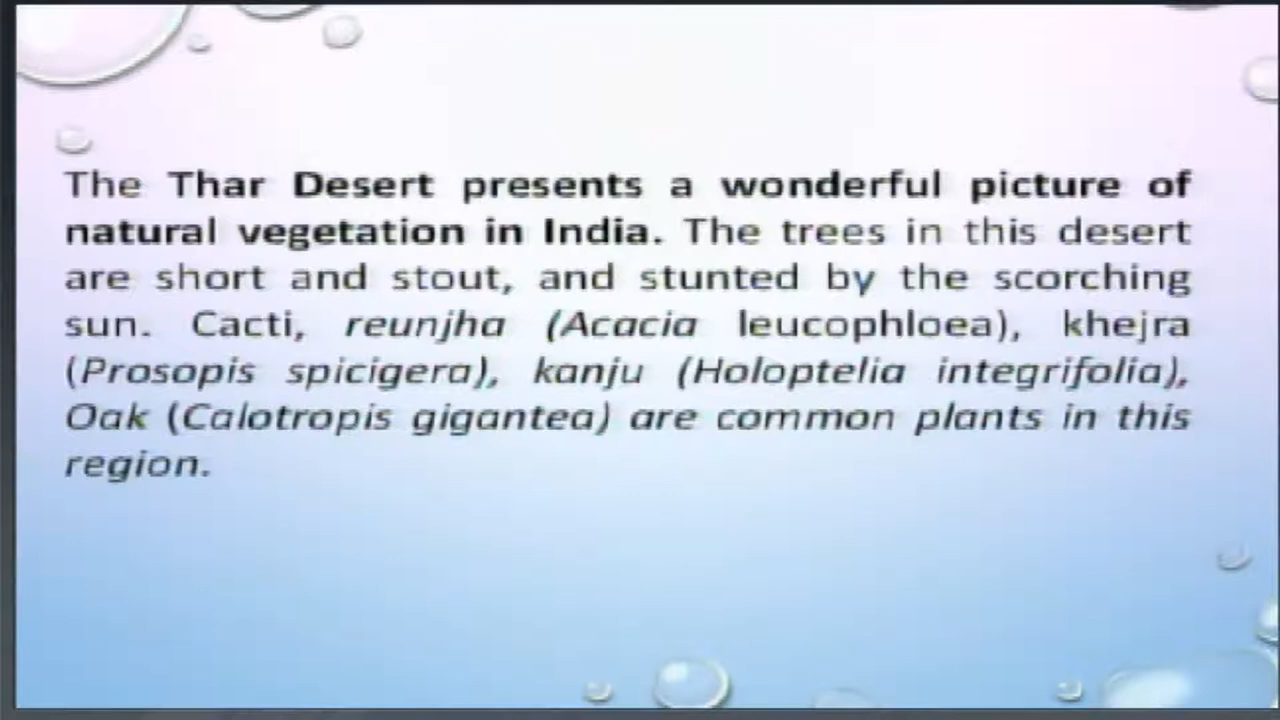 The Thar Desert presents a wonderful picture of
natural vegetation in India. The trees in this desert
are short and stout, and stunted by the scorching
sun. Cacti, reunjha (Acacia leucophloea), khejra
(Prosopis spicigera), kanju (Holoptelia integrifolia),
Oak (Calotropis gigantea) are common plants in this
region.